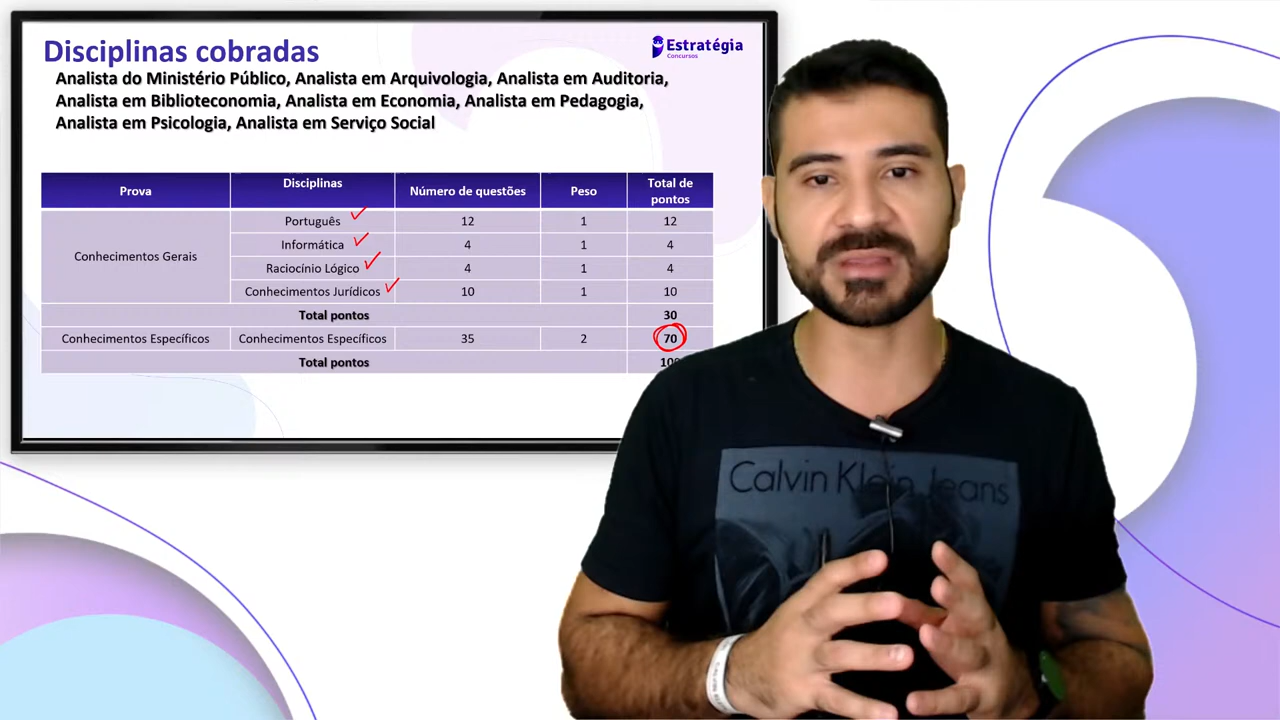 Disciplinas cobradas
Estratégia
Concursos
Analista do Ministério Público, Analista em Arquivologia, Analista em Auditoria,
Analista em Biblioteconomia, Analista em Economia, Analista em Pedagogia,
Analista em Psicologia, Analista em Serviço Social
Prova Disciplinas Número de questões Peso Total de pontos
Conhecimentos Gerais
Português 12 1 12
Informática 4 1 4
Raciocínio Lógico 4 1 4
Conhecimentos Jurídicos 10 1 10
Total pontos 30
Conhecimentos Específicos Conhecimentos Específicos 35 2 70
Total pontos
Calvin Klein Jeans